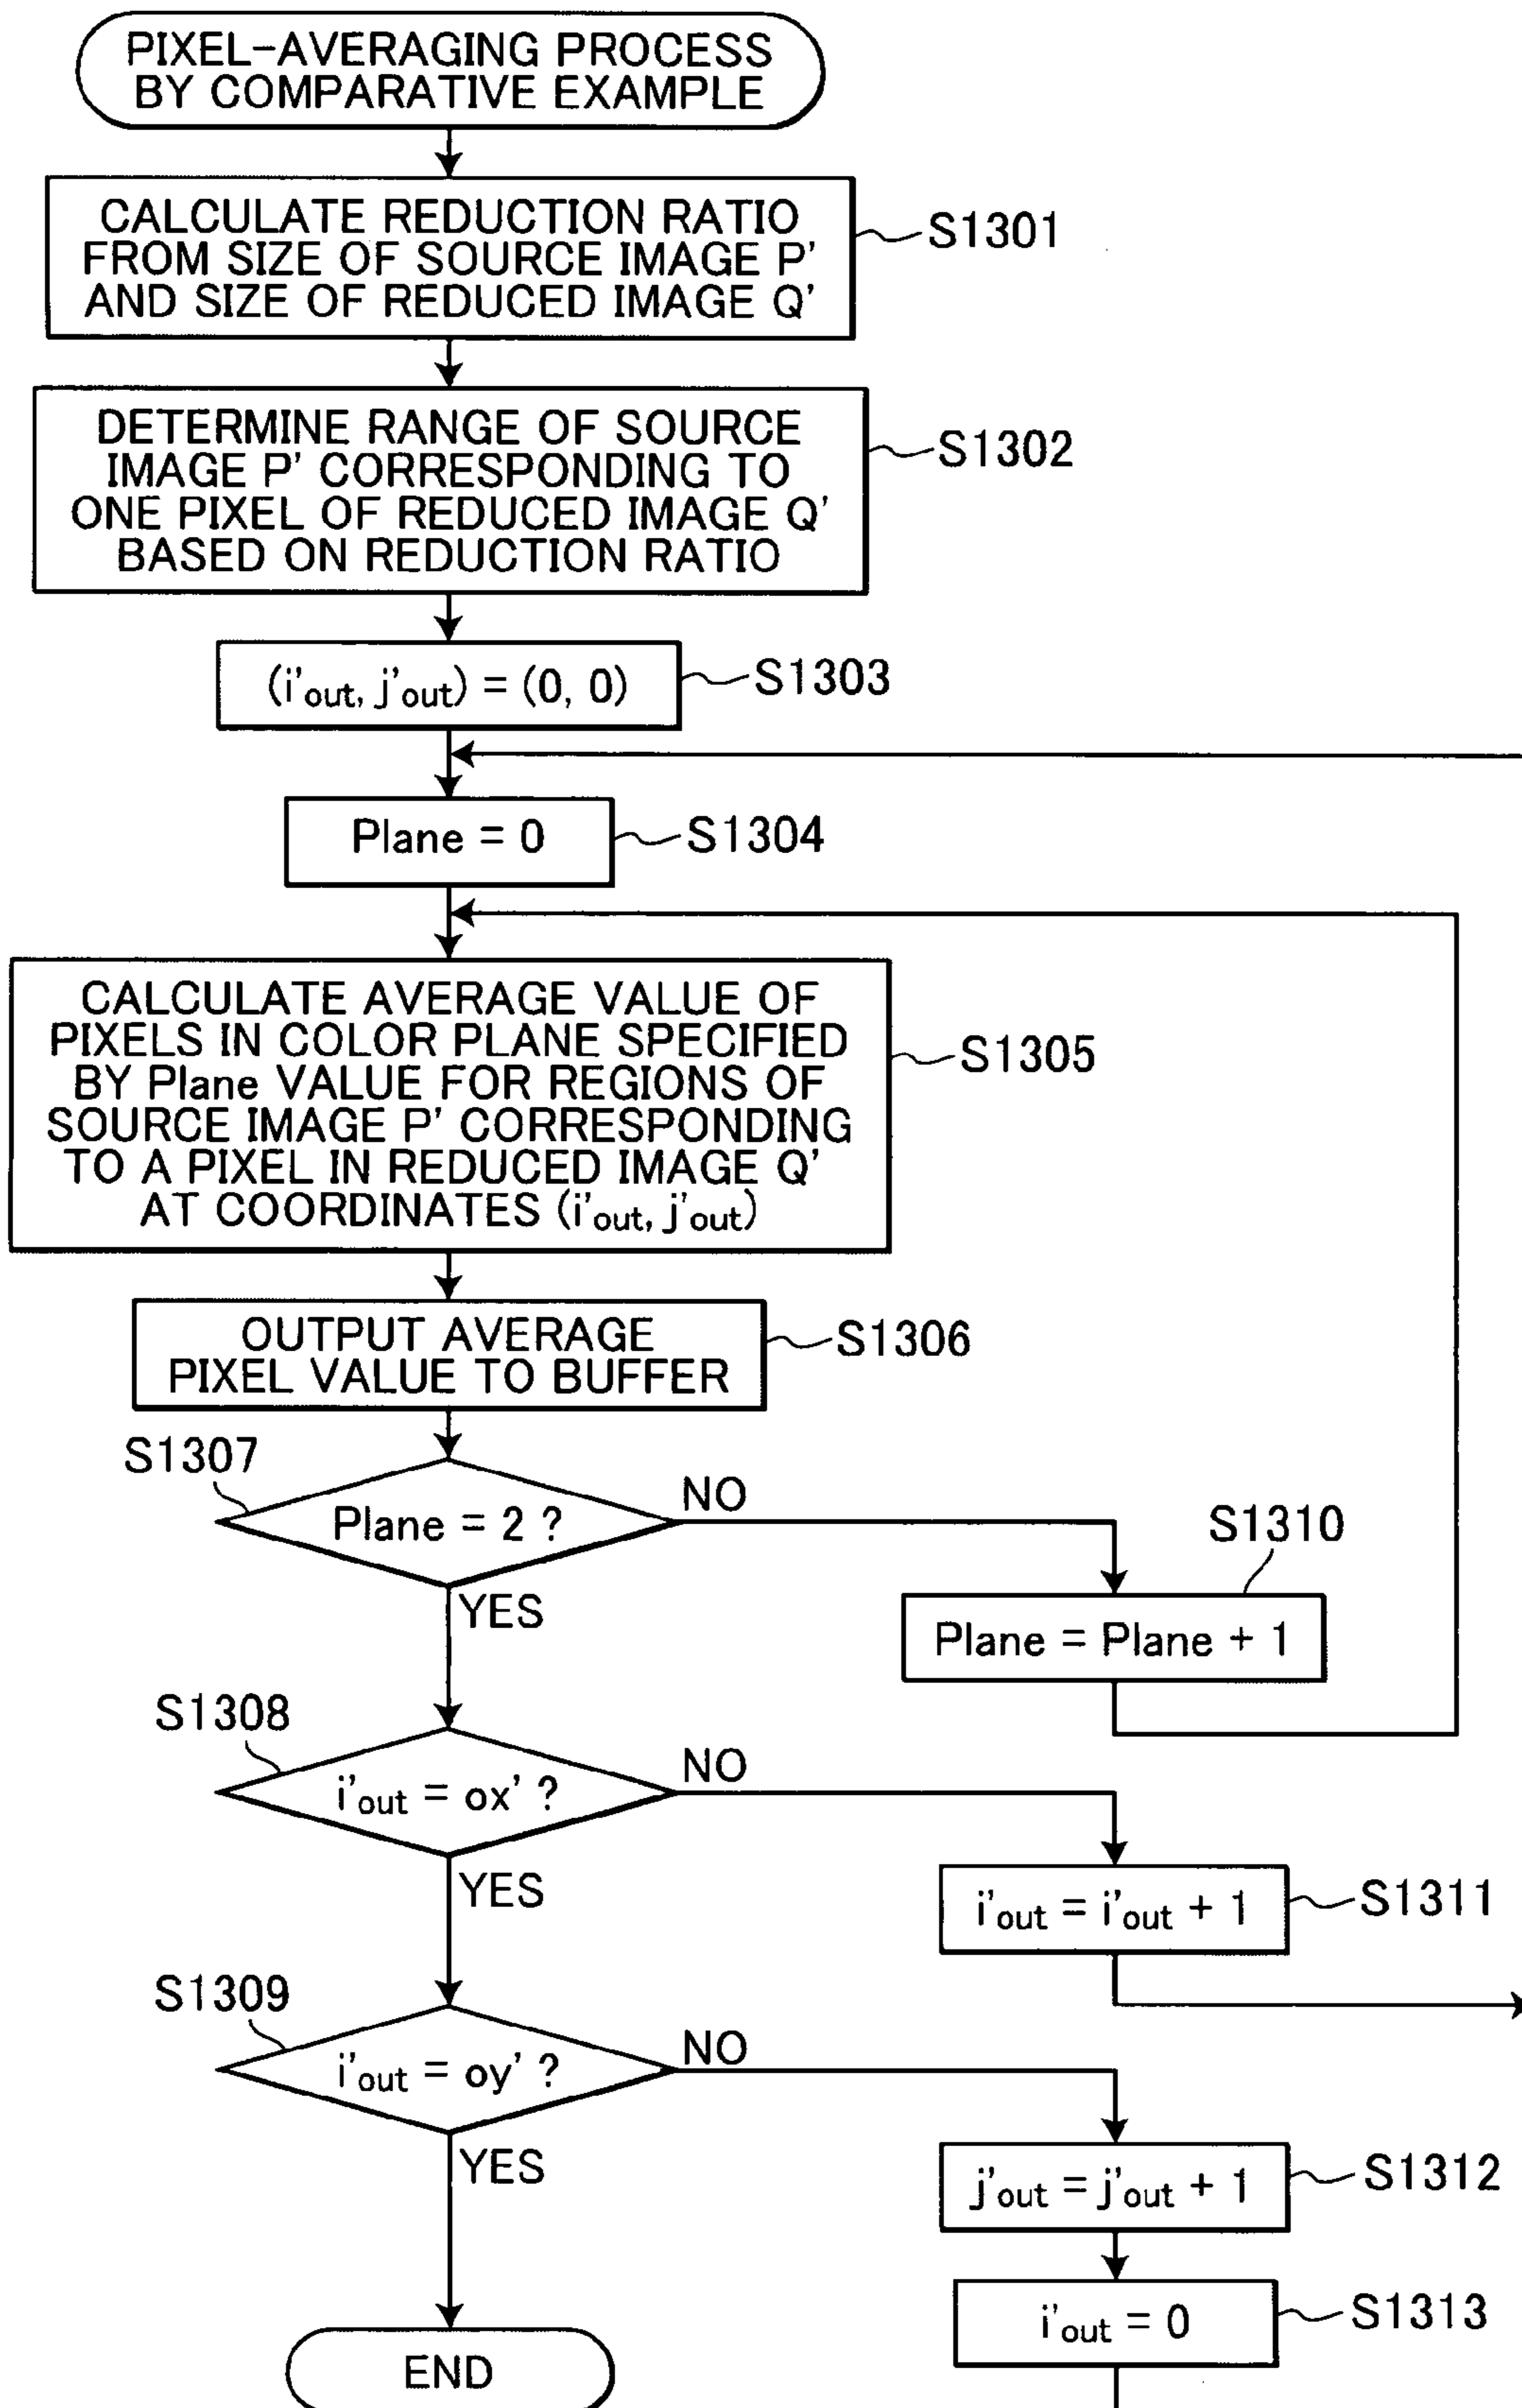 PIXEL-AVERAGING PROCESS
BY COMPARATIVE EXAMPLE
CALCULATE REDUCTION RATIO
FROM SIZE OF SOURCE IMAGE P'
AND SIZE OF REDUCED IMAGE Q'
S1301
DETERMINE RANGE OF SOURCE
IMAGE P' CORRESPONDING TO
ONE PIXEL OF REDUCED IMAGE Q'
BASED ON REDUCTION RATIO
S1302
(i'out, j'out) = (0, 0)
S1303
Plane = 0
S1304
CALCULATE AVERAGE VALUE OF
PIXELS IN COLOR PLANE SPECIFIED
BY Plane VALUE FOR REGIONS OF
SOURCE IMAGE P' CORRESPONDING
TO A PIXEL IN REDUCED IMAGE Q'
AT COORDINATES (i'out, j'out)
S1305
OUTPUT AVERAGE
PIXEL VALUE TO BUFFER
S1306
S1307
Plane = 2 ?
NO
YES
S1310
Plane = Plane + 1
S1308
i'out = ox' ?
NO
YES
i'out = i'out + 1
S1311
S1309
i'out = oy' ?
NO
YES
j'out = j'out + 1
S1312
i'out = 0
S1313
END